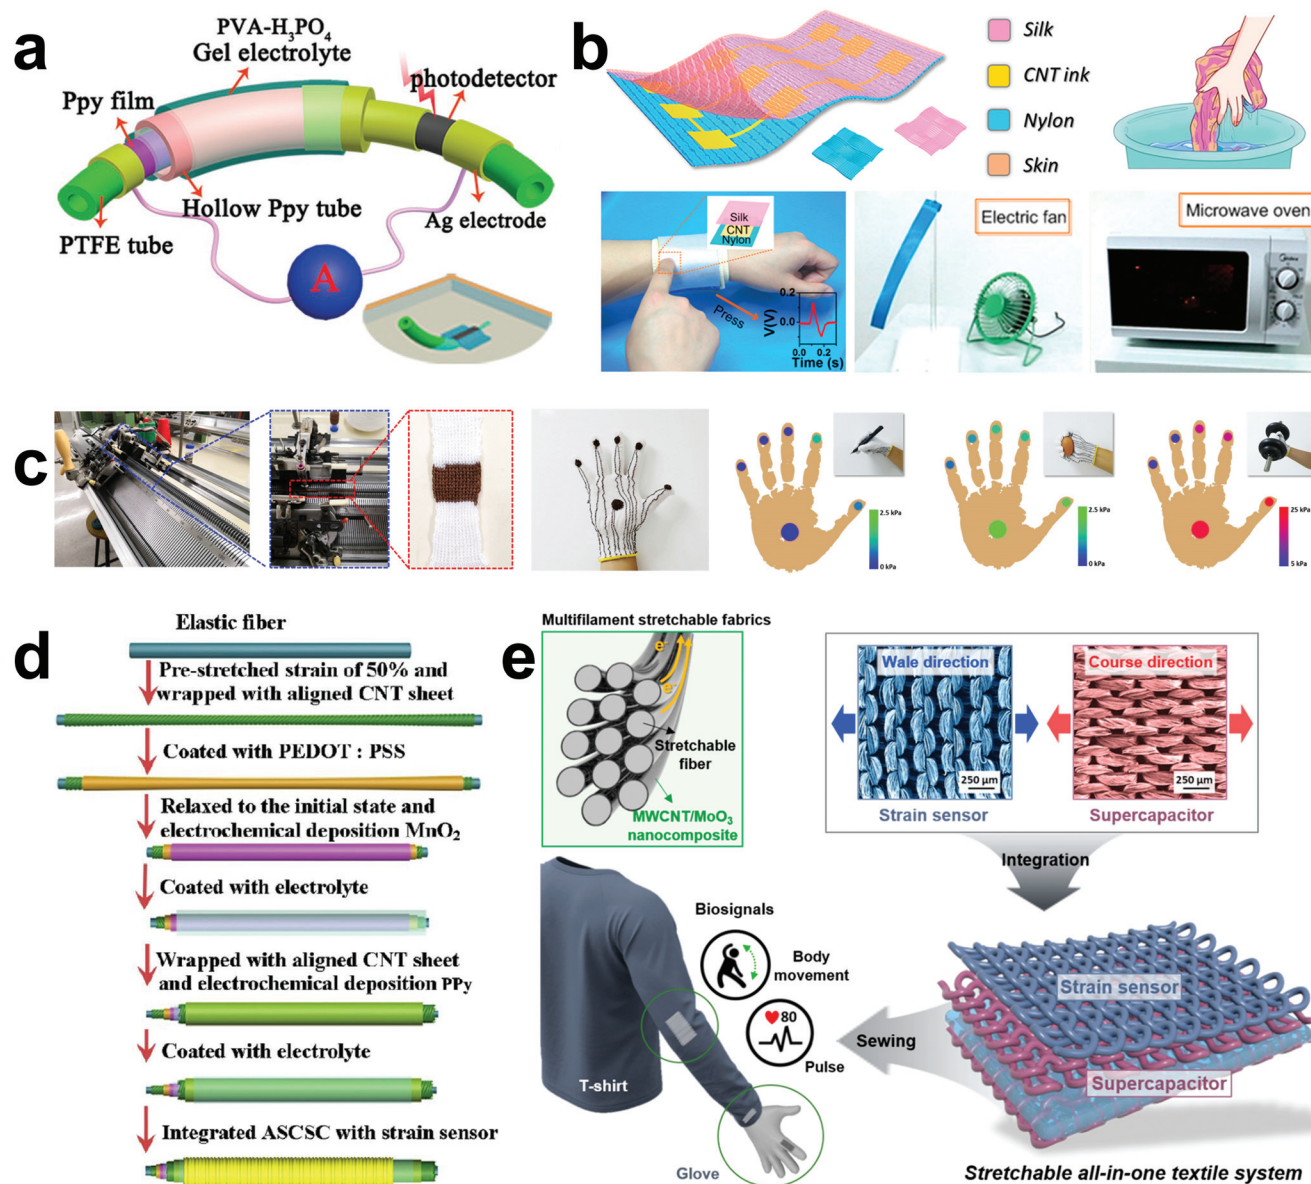 a
PVA-H₃PO₄
Gel electrolyte
photodetector
Ppy film
Hollow Ppy tube
Ag electrode
PTFE tube
A
b
Silk
CNT ink
Nylon
Skin
Silk
CNT
Nylon
Press
V(V)
0.2
0.0
0.0 0.2
Time (s)
Electric fan
Microwave oven
Midea
c
2.5 kPa
0 kPa
2.5 kPa
0 kPa
25 kPa
5 kPa
d
Elastic fiber
Pre-stretched strain of 50% and
wrapped with aligned CNT sheet
Coated with PEDOT : PSS
Relaxed to the initial state and
electrochemical deposition MnO₂
Coated with electrolyte
Wrapped with aligned CNT sheet
and electrochemical deposition PPy
Coated with electrolyte
Integrated ASCSC with strain sensor
e
Multifilament stretchable fabrics
e⁻
e⁻
Stretchable
fiber
MWCNT/MoO₃
nanocomposite
Wale direction
250 µm
Strain sensor
Course direction
250 µm
Supercapacitor
Integration
Biosignals
Body
movement
80
Pulse
T-shirt
Glove
Sewing
Strain sensor
Supercapacitor
Stretchable all-in-one textile system